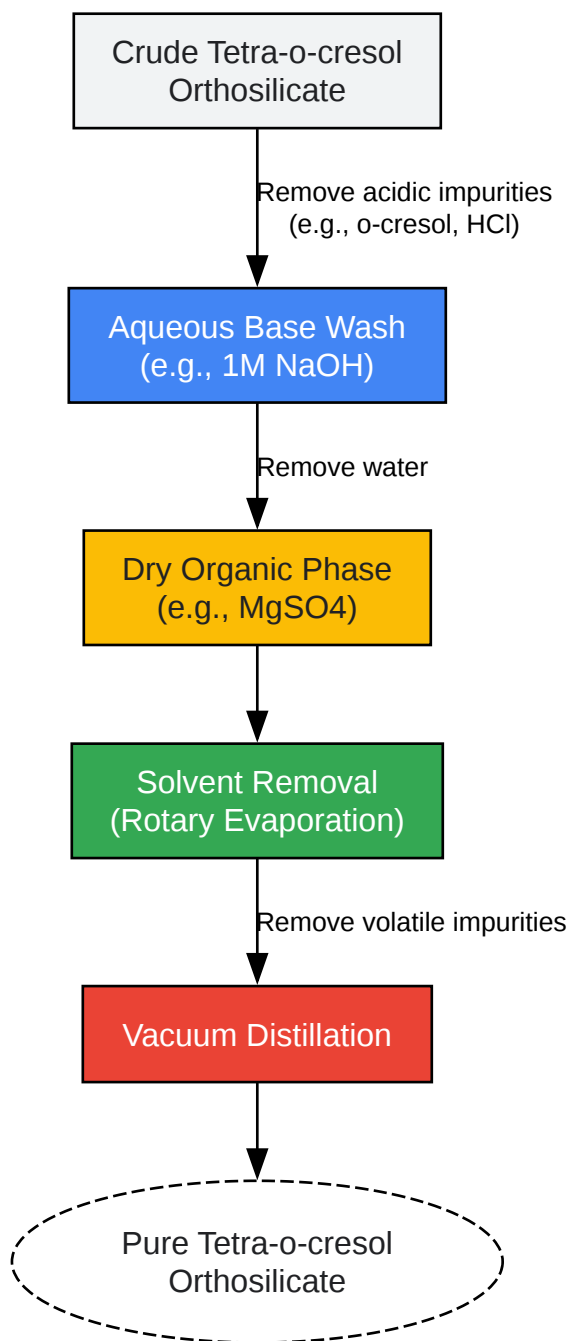 Crude Tetra-o-cresol
Orthosilicate
Remove acidic impurities
(e.g., o-cresol, HCl)
Aqueous Base Wash
(e.g., 1M NaOH)
Remove water
Dry Organic Phase
(e.g., MgSO4)
Solvent Removal
(Rotary Evaporation)
Remove volatile impurities
Vacuum Distillation
Pure Tetra-o-cresol
Orthosilicate